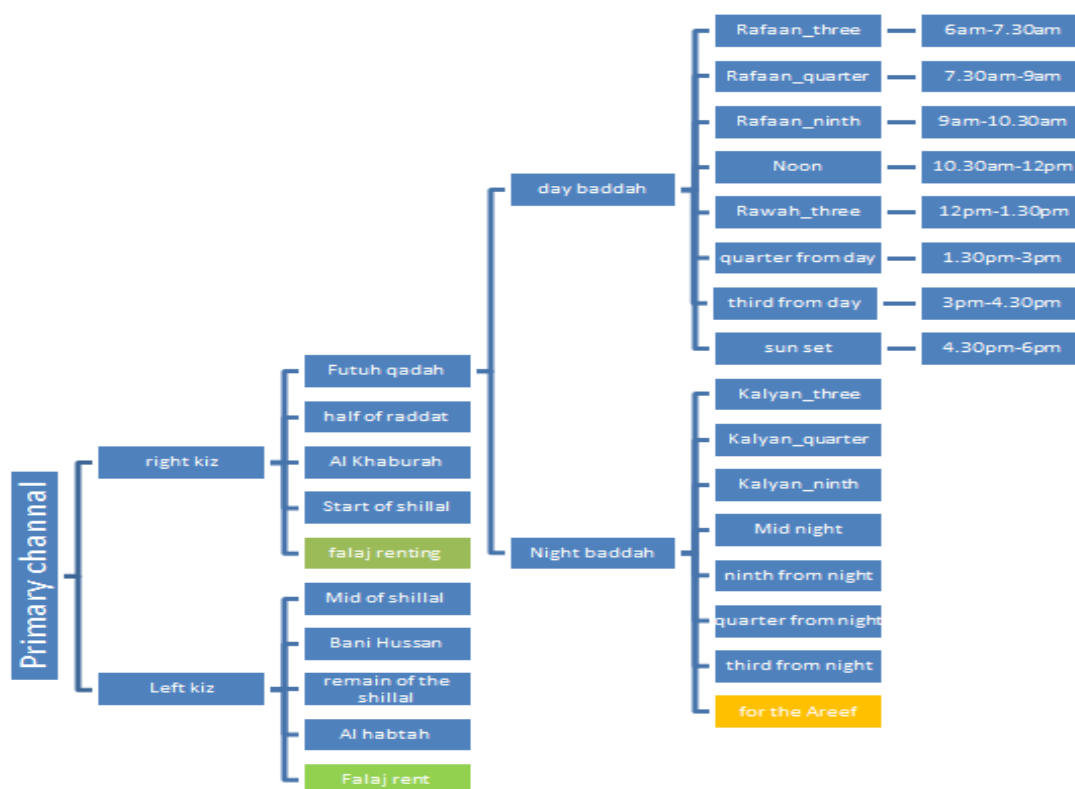 Primary channal
right kiz
Futuh qadah
day baddah
Rafaan_three
6am-7.30am
Rafaan_quarter
7.30am-9am
Rafaan_ninth
9am-10.30am
Noon
10.30am-12pm
Rawah_three
12pm-1.30pm
quarter from day
1.30pm-3pm
third from day
3pm-4.30pm
sun set
4.30pm-6pm
Night baddah
Kalyan_three
Kalyan_quarter
Kalyan_ninth
Mid night
ninth from night
quarter from night
third from night
for the Areef
half of raddat
Al Khaburah
Start of shillal
falaj renting
Left kiz
Mid of shillal
Bani Hussan
remain of the
shillal
Al habtah
Falaj rent